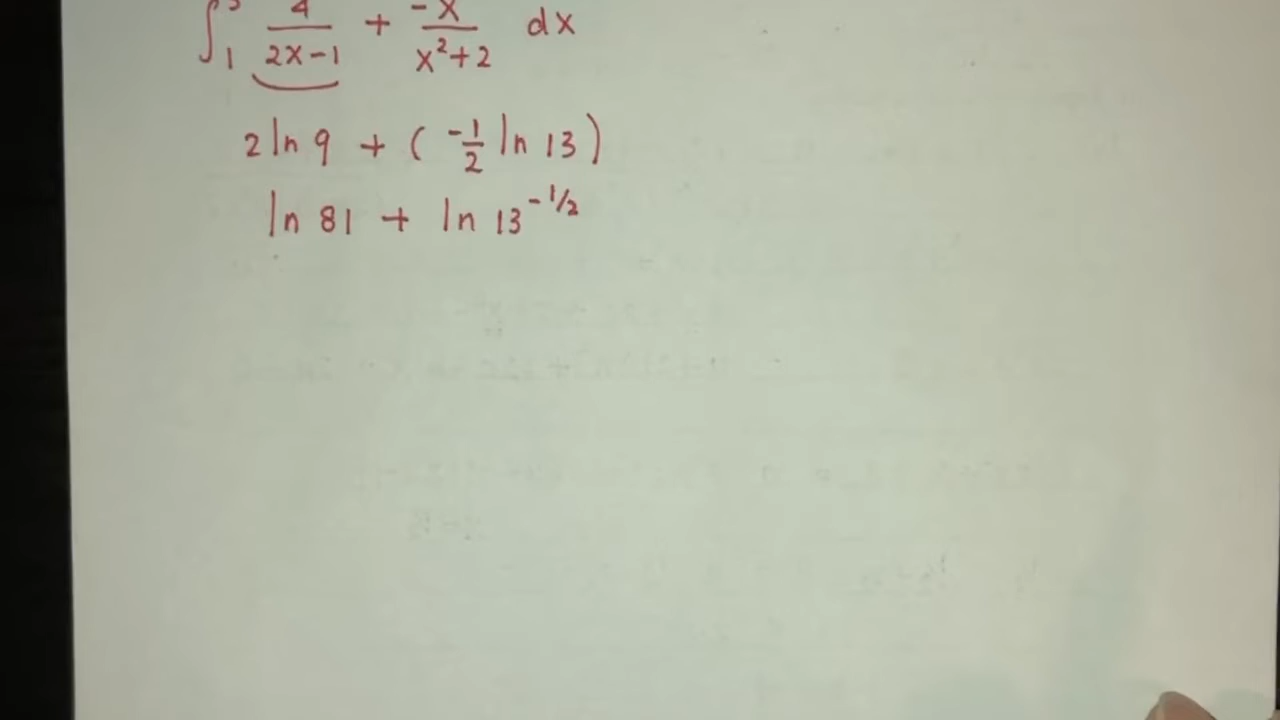 ∫₁⁵ 4/(2x-1) + -x/(x²+2) dx
2 ln 9 + (-1/2 ln 13)
ln 81 + ln 13^(-1/2)